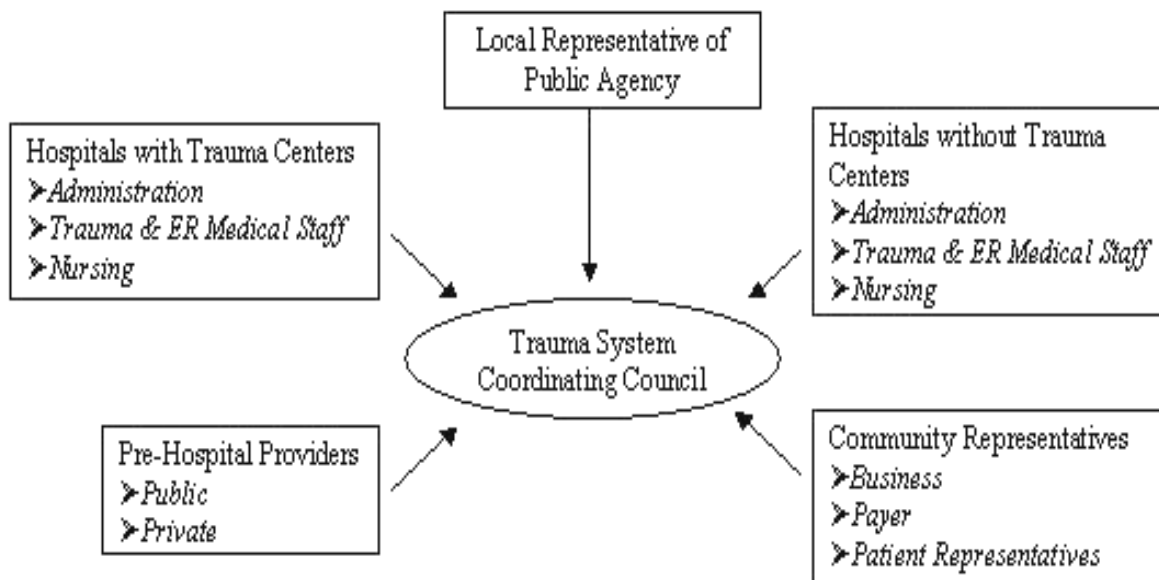 Local Representative of
Public Agency
Hospitals with Trauma Centers
➤Administration
➤Trauma & ER Medical Staff
➤Nursing
Hospitals without Trauma
Centers
➤Administration
➤Trauma & ER Medical Staff
➤Nursing
Trauma System
Coordinating Council
Pre-Hospital Providers
➤Public
➤Private
Community Representatives
➤Business
➤Payer
➤Patient Representatives